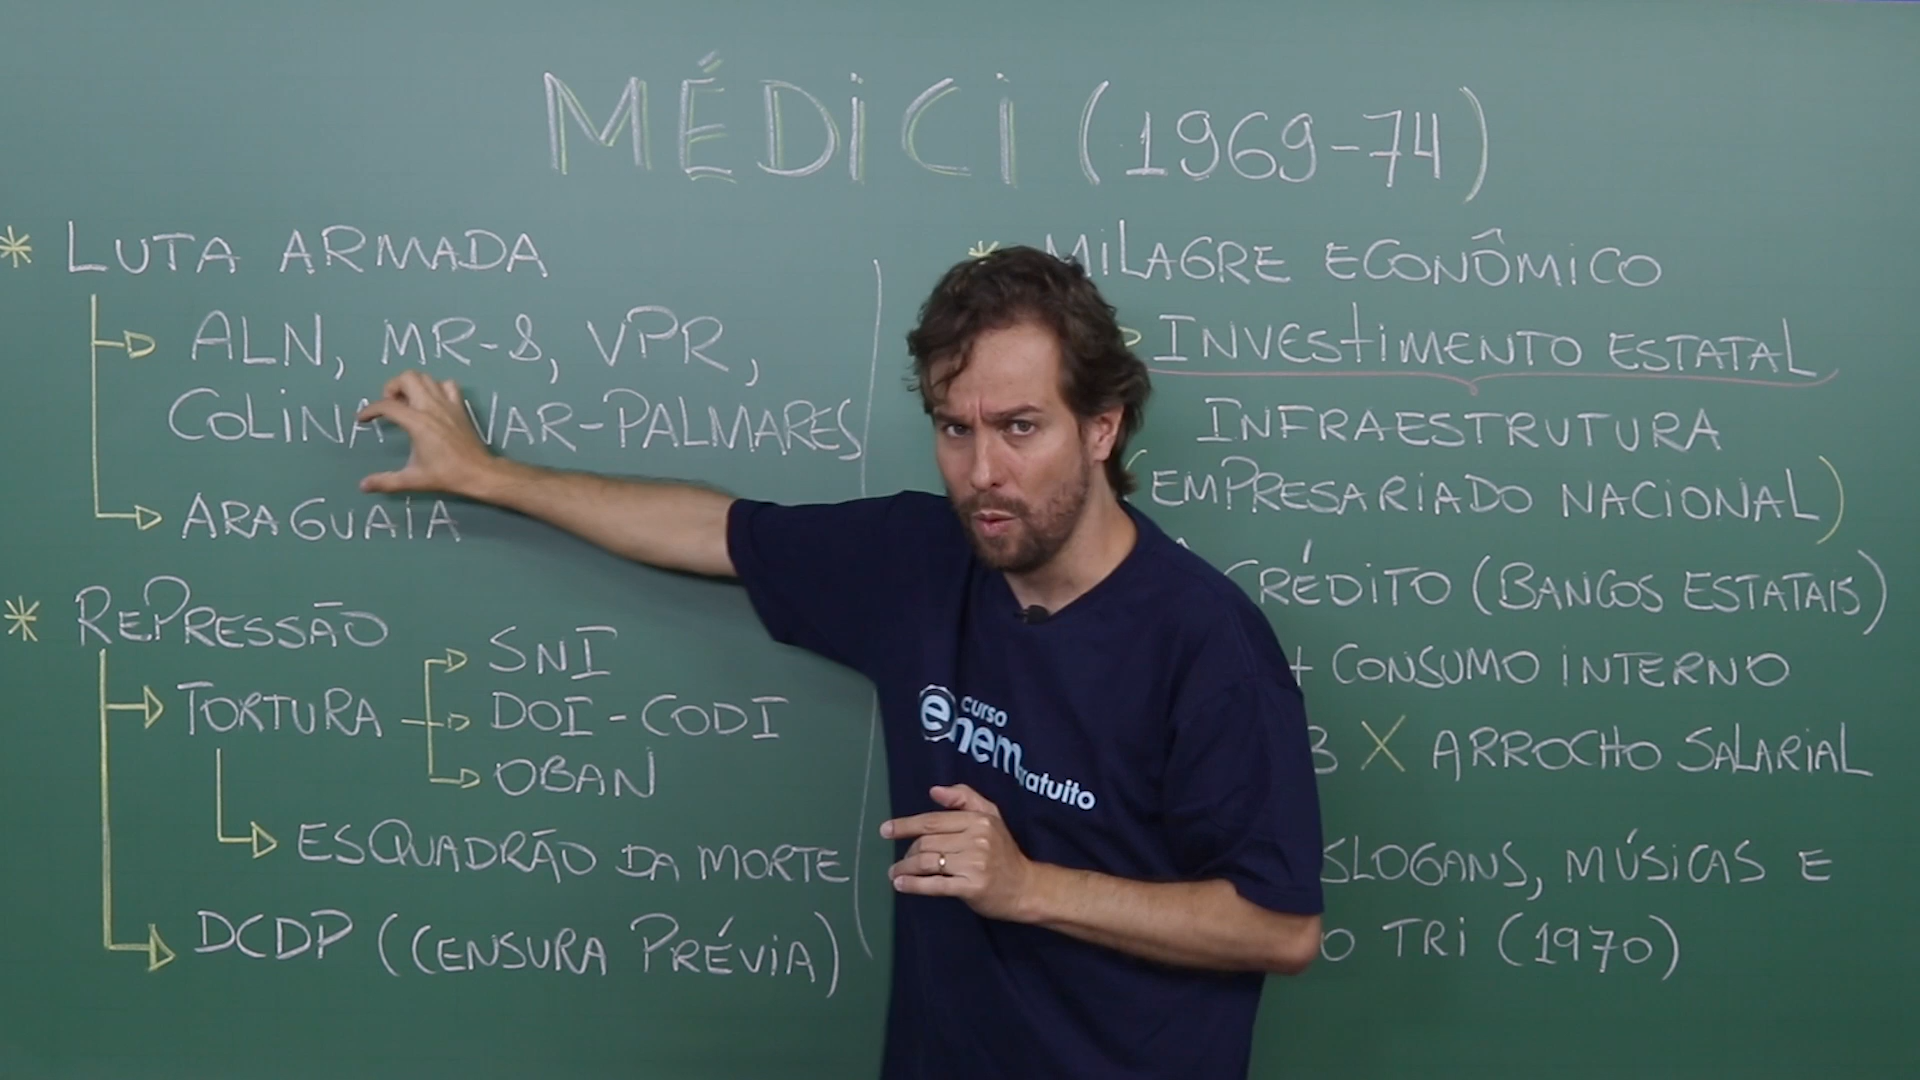 MÉDICI (1969-74)
* LUTA ARMADA
ALN, MR-8, VPR,
COLINA VAR-PALMARES
ARAGUAIA
* REPRESSÃO
TORTURA
SNI
DOI-CODI
OBAN
ESQUADRÃO DA MORTE
DCDP (CENSURA PRÉVIA)
* MILAGRE ECONÔMICO
INVESTIMENTO ESTATAL
INFRAESTRUTURA
(EMPRESARIADO NACIONAL)
CRÉDITO (BANCOS ESTATAIS)
+ CONSUMO INTERNO
X ARROCHO SALARIAL
SLOGANS, MÚSICAS E
TRI (1970)
curso
enem
gratuito